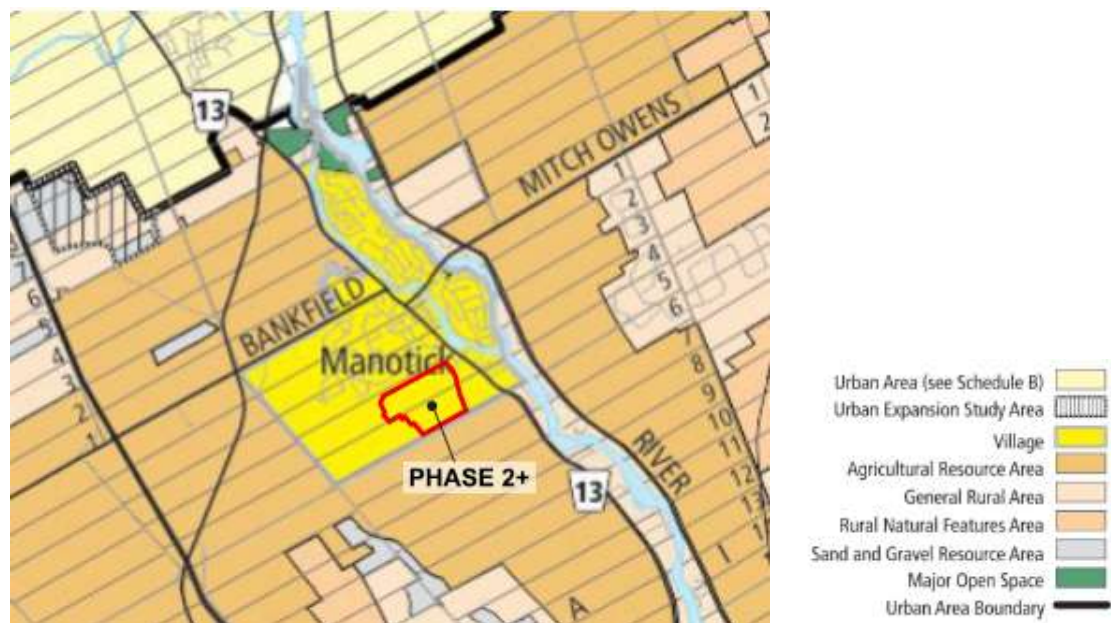 13
MITCH OWENS
1
2
1
2
3
4
5
6
7
8
9
10
11
12
13
1
7
6
5
4
3
2
1
BANKFIELD
Manotick
PHASE 2+
13
RIVER
I
A
Urban Area (see Schedule B)
Urban Expansion Study Area
Village
Agricultural Resource Area
General Rural Area
Rural Natural Features Area
Sand and Gravel Resource Area
Major Open Space
Urban Area Boundary